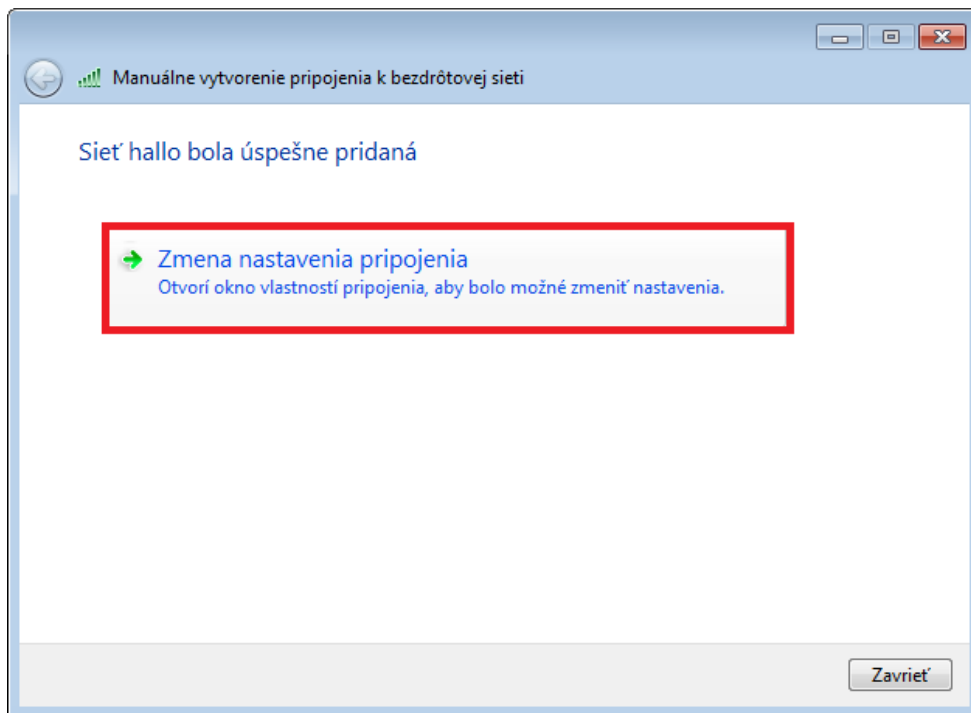 Manuálne vytvorenie pripojenia k bezdrôtovej sieti
Sieť hallo bola úspešne pridaná
Zmena nastavenia pripojenia
Otvorí okno vlastností pripojenia, aby bolo možné zmeniť nastavenia.
Zavrieť